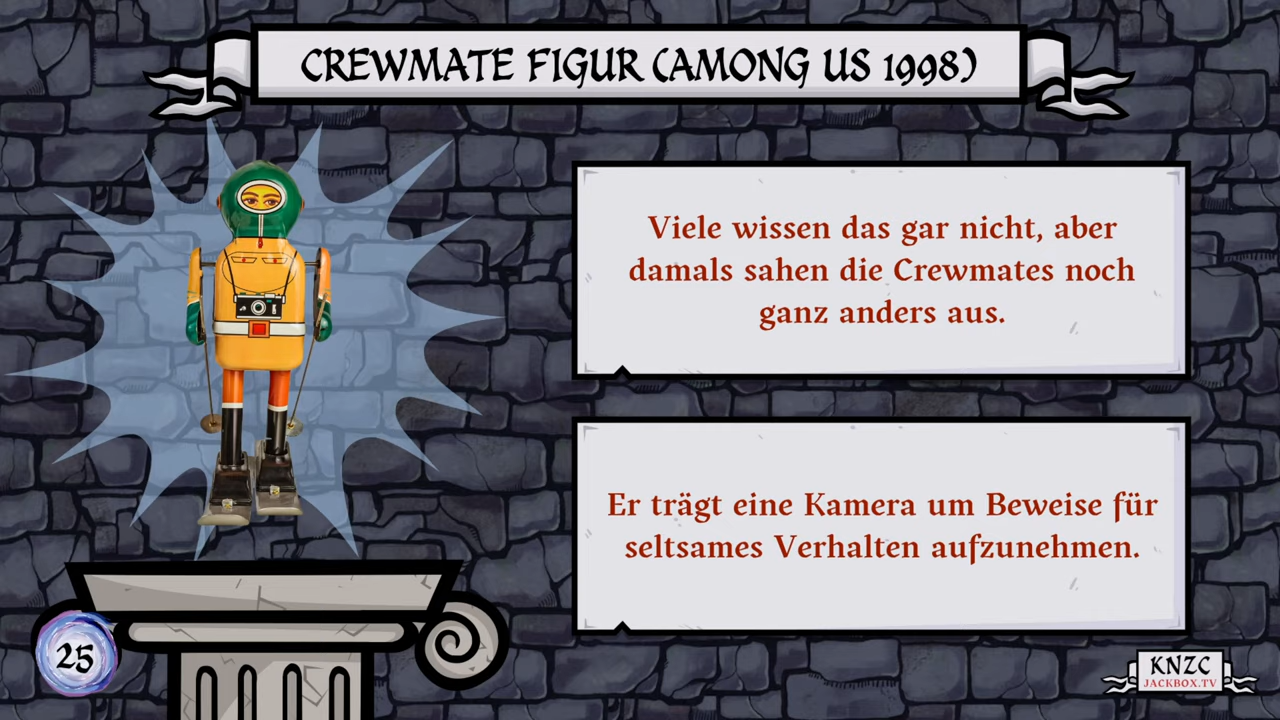 CREWMATE FIGUR (AMONG US 1998)
Viele wissen das gar nicht, aber
damals sahen die Crewmates noch
ganz anders aus.
Er trägt eine Kamera um Beweise für
seltsames Verhalten aufzunehmen.
25
KNZC
JACKBOX.TV